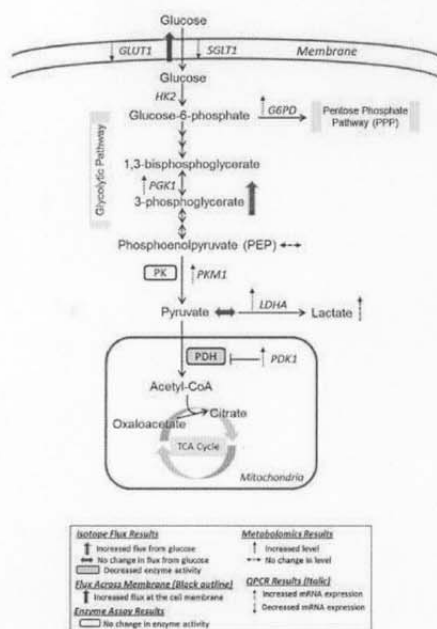 Glucose
GLUT1 SGLT1 Membrane
Glucose
HK2
Glucose-6-phosphate G6PD Pentose Phosphate
Pathway (PPP)
Glycolytic Pathway
1,3-bisphosphoglycerate
PGK1
3-phosphoglycerate
Phosphoenolpyruvate (PEP)
PK PKM1
Pyruvate LDHA Lactate
PDH PDK1
Acetyl-CoA
Citrate
Oxaloacetate
TCA Cycle
Mitochondria
Isotope Flux Results
Increased flux from glucose
No change in flux from glucose
Decreased enzyme activity
Flux Across Membrane (Black outline)
Increased flux at the cell membrane
Enzyme Assay Results
No change in enzyme activity
Metabolomics Results
Increased level
No change in level
QPCR Results (Italic)
Increased mRNA expression
Decreased mRNA expression